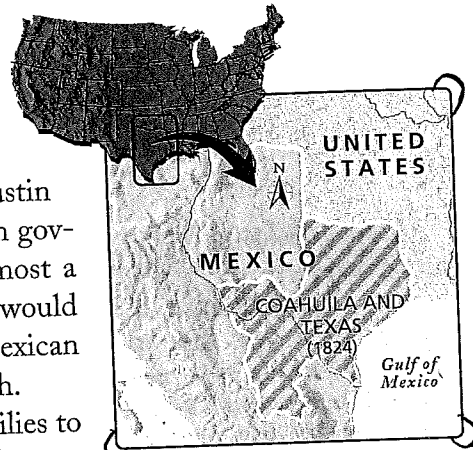 ustin
n gov-
most a
would
exican
h.
ilies to
UNITED
STATES
N
MEXICO
COAHUILA AND
TEXAS
(1824)
Gulf of
Mexico